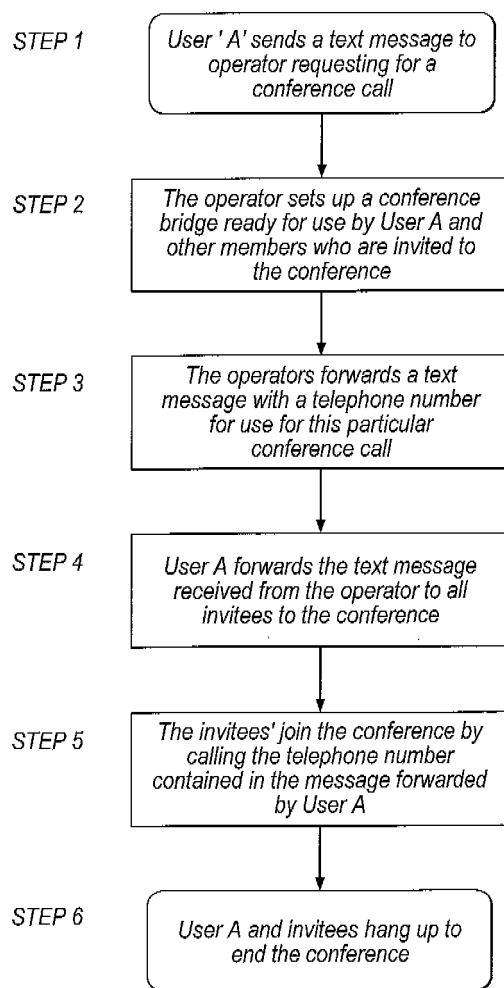 STEP 1
User ' A' sends a text message to
operator requesting for a
conference call
STEP 2
The operator sets up a conference
bridge ready for use by User A and
other members who are invited to
the conference
STEP 3
The operators forwards a text
message with a telephone number
for use for this particular
conference call
STEP 4
User A forwards the text message
received from the operator to all
invitees to the conference
STEP 5
The invitees' join the conference by
calling the telephone number
contained in the message forwarded
by User A
STEP 6
User A and invitees hang up to
end the conference